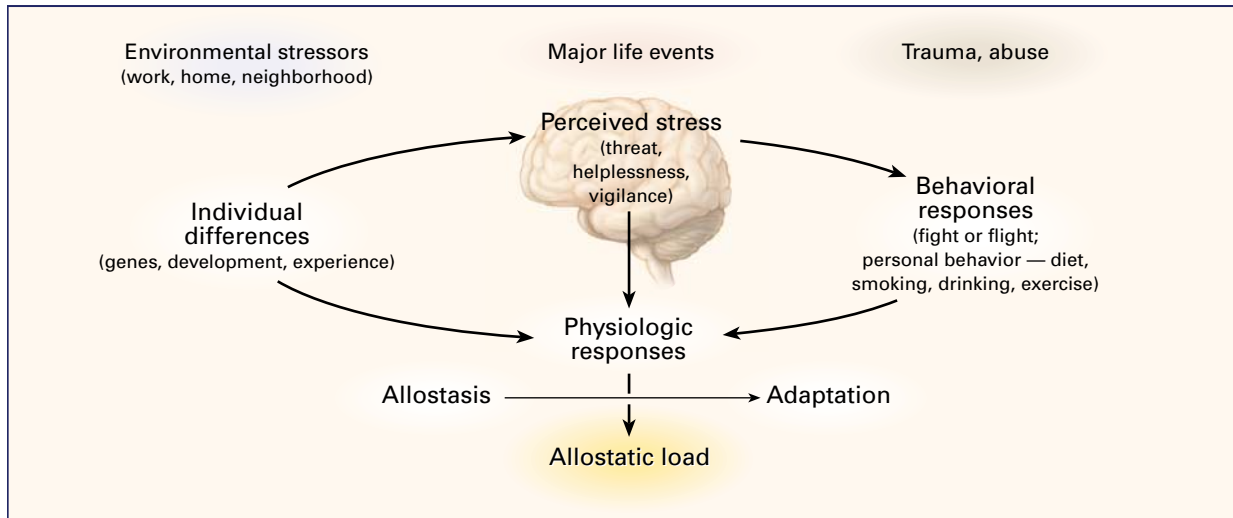 Environmental stressors
(work, home, neighborhood)
Major life events
Trauma, abuse
Perceived stress
(threat,
helplessness,
vigilance)
Individual
differences
(genes, development, experience)
Behavioral
responses
(fight or flight;
personal behavior — diet,
smoking, drinking, exercise)
Physiologic
responses
Allostasis
Adaptation
Allostatic load